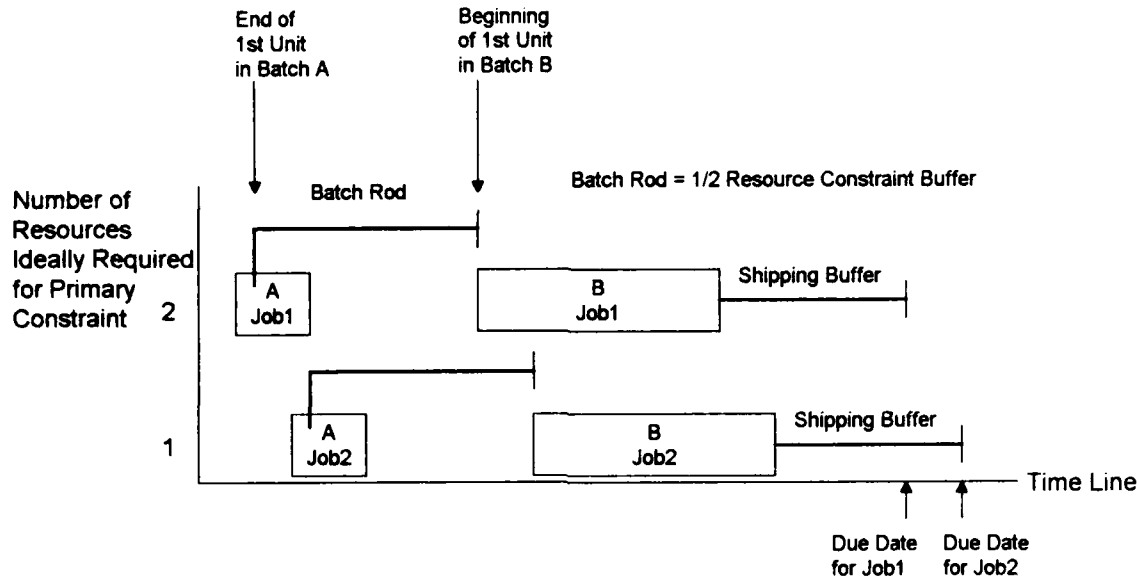 End of
1st Unit
in Batch A
Beginning
of 1st Unit
in Batch B
Number of
Resources
Ideally Required
for Primary
Constraint
Batch Rod
Batch Rod = 1/2 Resource Constraint Buffer
2
A
Job1
B
Job1
Shipping Buffer
1
A
Job2
B
Job2
Shipping Buffer
Time Line
Due Date
for Job1
Due Date
for Job2